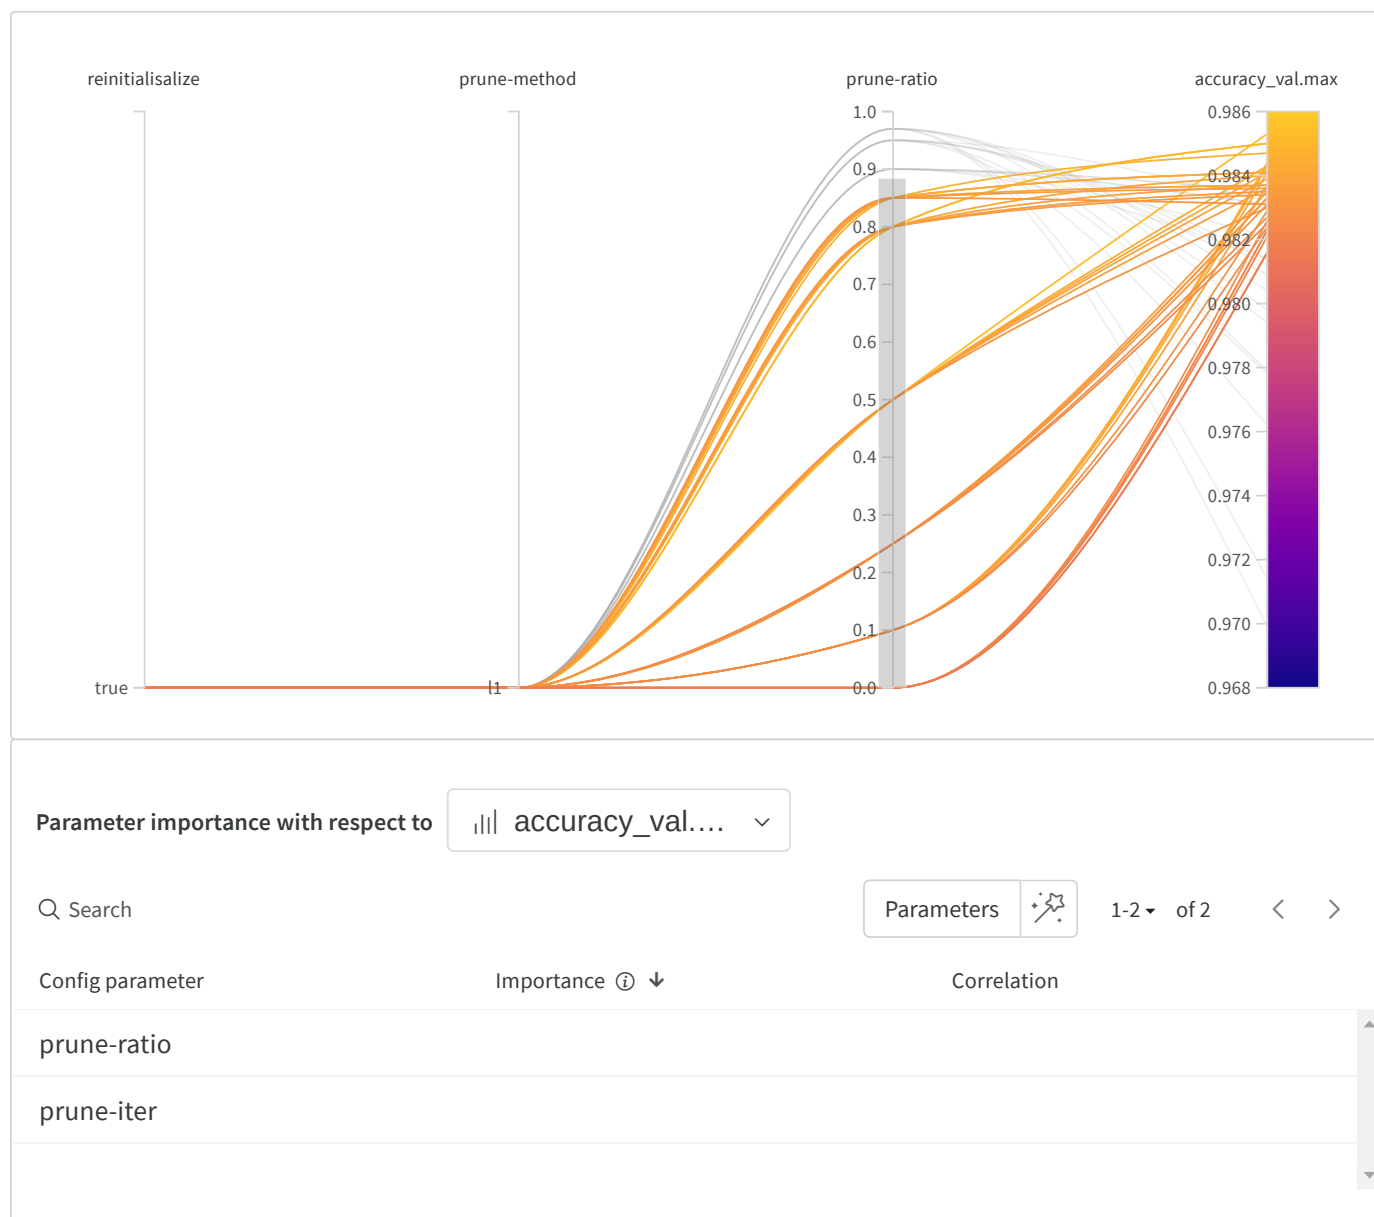 reinitialisalize prune-method prune-ratio accuracy_val.max
1.0 0.986
0.9
0.984
0.8
0.982
0.7
0.980
0.6
0.978
0.5
0.976
0.4
0.974
0.3
0.972
0.2
0.970
0.1
true l1 0.0 0.968
Parameter importance with respect to accuracy_val....
Search Parameters 1-2 of 2
Config parameter Importance Correlation
prune-ratio
prune-iter